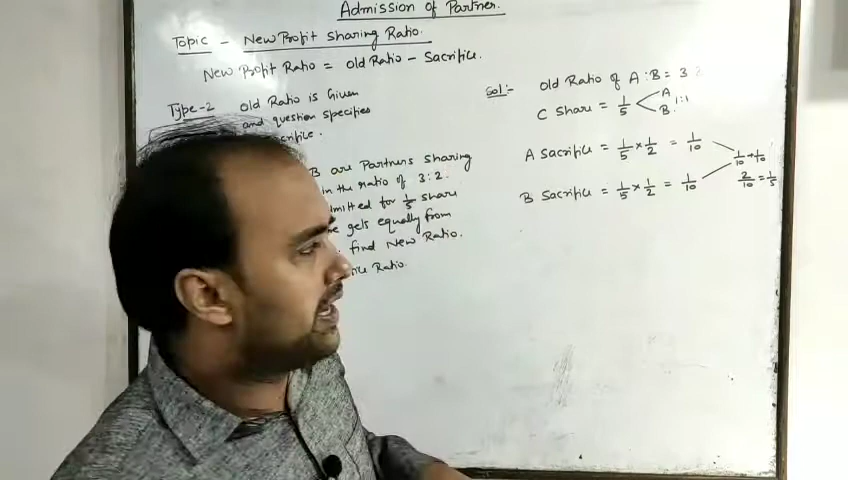 Admission of Partner.
Topic - New Profit Sharing Ratio.
New Profit Ratio = old Ratio - Sacrifice.
Type-2 old Ratio is Given
and question specifies
B are Partners sharing
in the ratio of 3:2.
for 1/5 share
gets equally from
find New Ratio.
Ratio.
Sol:- old Ratio of A:B = 3 2
C Share = 1/5 A
B 1:1
A Sacrifice = 1/5 × 1/2 = 1/10
1/10 + 1/10
B Sacrifice = 1/5 × 1/2 = 1/10
2/10 = 1/5